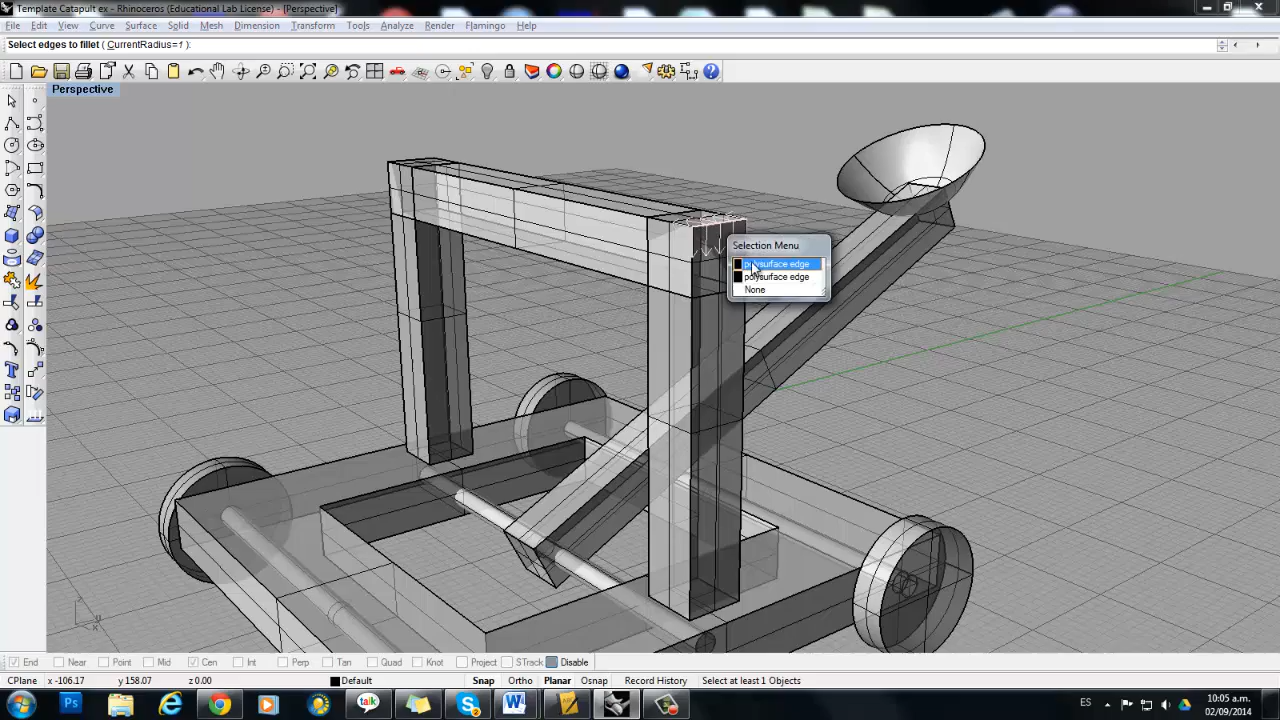 Template Catapult ex - Rhinoceros (Educational Lab License) - [Perspective]
File Edit View Curve Surface Solid Mesh Dimension Transform Tools Analyze Render Flamingo Help
Select edges to fillet ( CurrentRadius=1 ):
Perspective
Selection Menu
polysurface edge
polysurface edge
None
z
y
x
End Near Point Mid Cen Int Perp Tan Quad Knot Project STrack Disable
CPlane x -106.17 y 158.07 z 0.00 Default Snap Ortho Planar Osnap Record History Select at least 1 Objects
Ps talk S 2 W ES 10:05 a.m.
02/09/2014